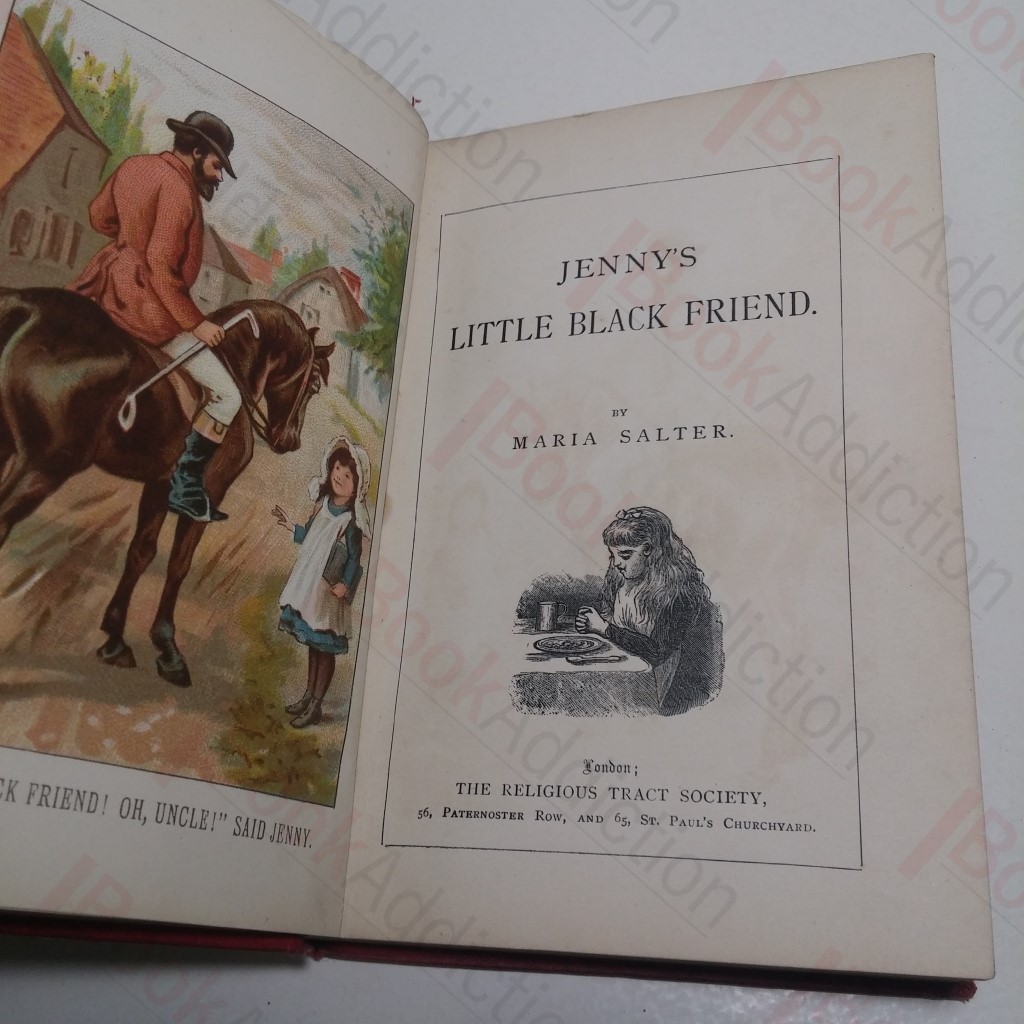 CK FRIEND! OH, UNCLE!" SAID JENNY.
JENNY'S
LITTLE BLACK FRIEND.
BY
MARIA SALTER.
London;
THE RELIGIOUS TRACT SOCIETY,
56, PATERNOSTER ROW, AND 65, ST. PAUL'S CHURCHYARD.
BookAddiction